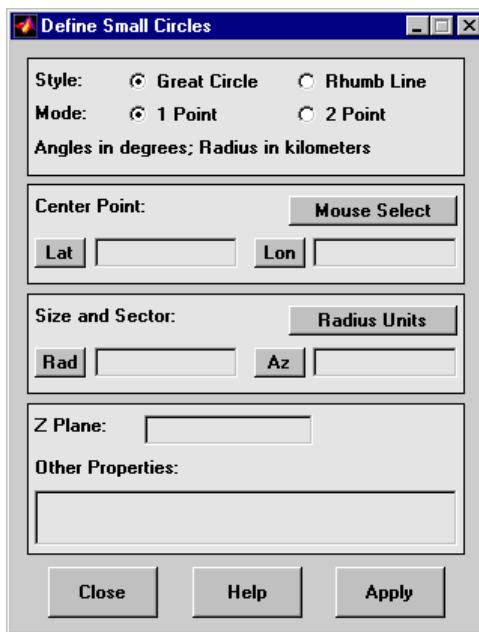 Define Small Circles
Style: Great Circle Rhumb Line
Mode: 1 Point 2 Point
Angles in degrees; Radius in kilometers
Center Point: Mouse Select
Lat Lon
Size and Sector: Radius Units
Rad Az
Z Plane:
Other Properties:
Close Help Apply